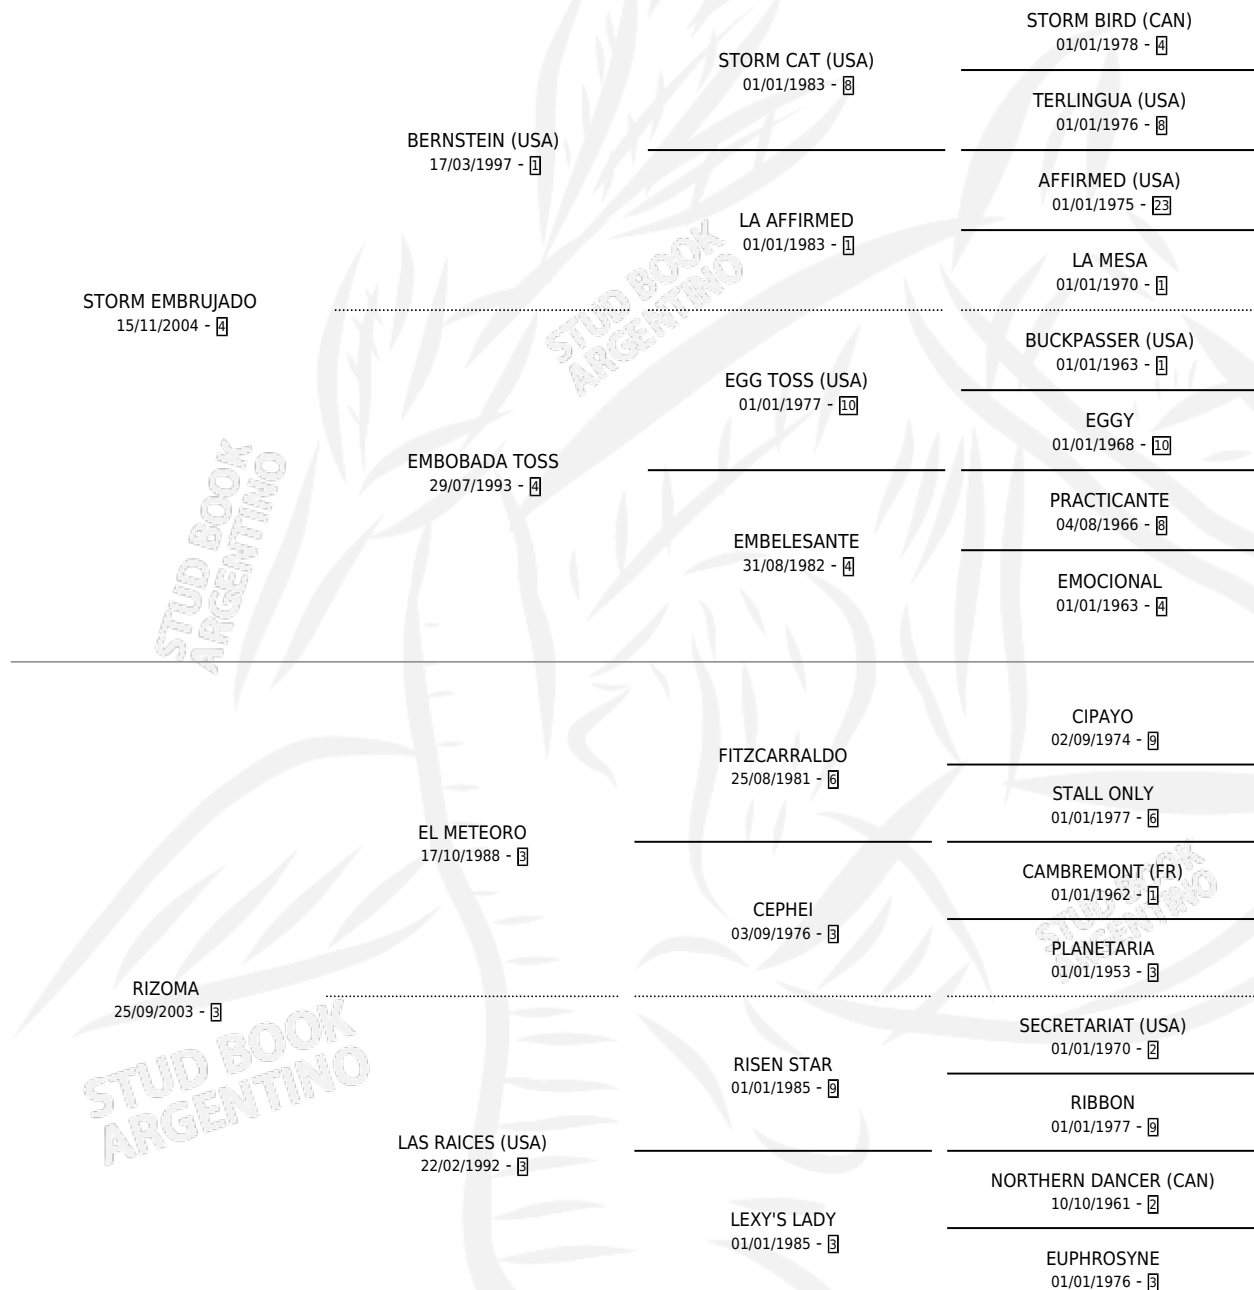 STORM BIRD (CAN)
01/01/1978 - 4
STORM CAT (USA)
01/01/1983 - 8
TERLINGUA (USA)
01/01/1976 - 8
BERNSTEIN (USA)
17/03/1997 - 1
AFFIRMED (USA)
01/01/1975 - 23
LA AFFIRMED
01/01/1983 - 1
LA MESA
01/01/1970 - 1
STORM EMBRUJADO
15/11/2004 - 4
BUCKPASSER (USA)
01/01/1963 - 1
EGG TOSS (USA)
01/01/1977 - 10
EGGY
01/01/1968 - 10
EMBOBADA TOSS
29/07/1993 - 4
PRACTICANTE
04/08/1966 - 8
EMBELESANTE
31/08/1982 - 4
EMOCIONAL
01/01/1963 - 4
CIPAYO
02/09/1974 - 9
FITZCARRALDO
25/08/1981 - 6
STALL ONLY
01/01/1977 - 6
EL METEORO
17/10/1988 - 3
CAMBREMONT (FR)
01/01/1962 - 1
CEPHEI
03/09/1976 - 3
PLANETARIA
01/01/1953 - 3
RIZOMA
25/09/2003 - 3
SECRETARIAT (USA)
01/01/1970 - 2
RISEN STAR
01/01/1985 - 9
RIBBON
01/01/1977 - 9
LAS RAICES (USA)
22/02/1992 - 3
NORTHERN DANCER (CAN)
10/10/1961 - 2
LEXY'S LADY
01/01/1985 - 3
EUPHROSYNE
01/01/1976 - 3
STUD BOOK
ARGENTINO
STUD BOOK
ARGENTINO
STUD BOOK
ARGENTINO
STUD BOOK
ARGENTINO